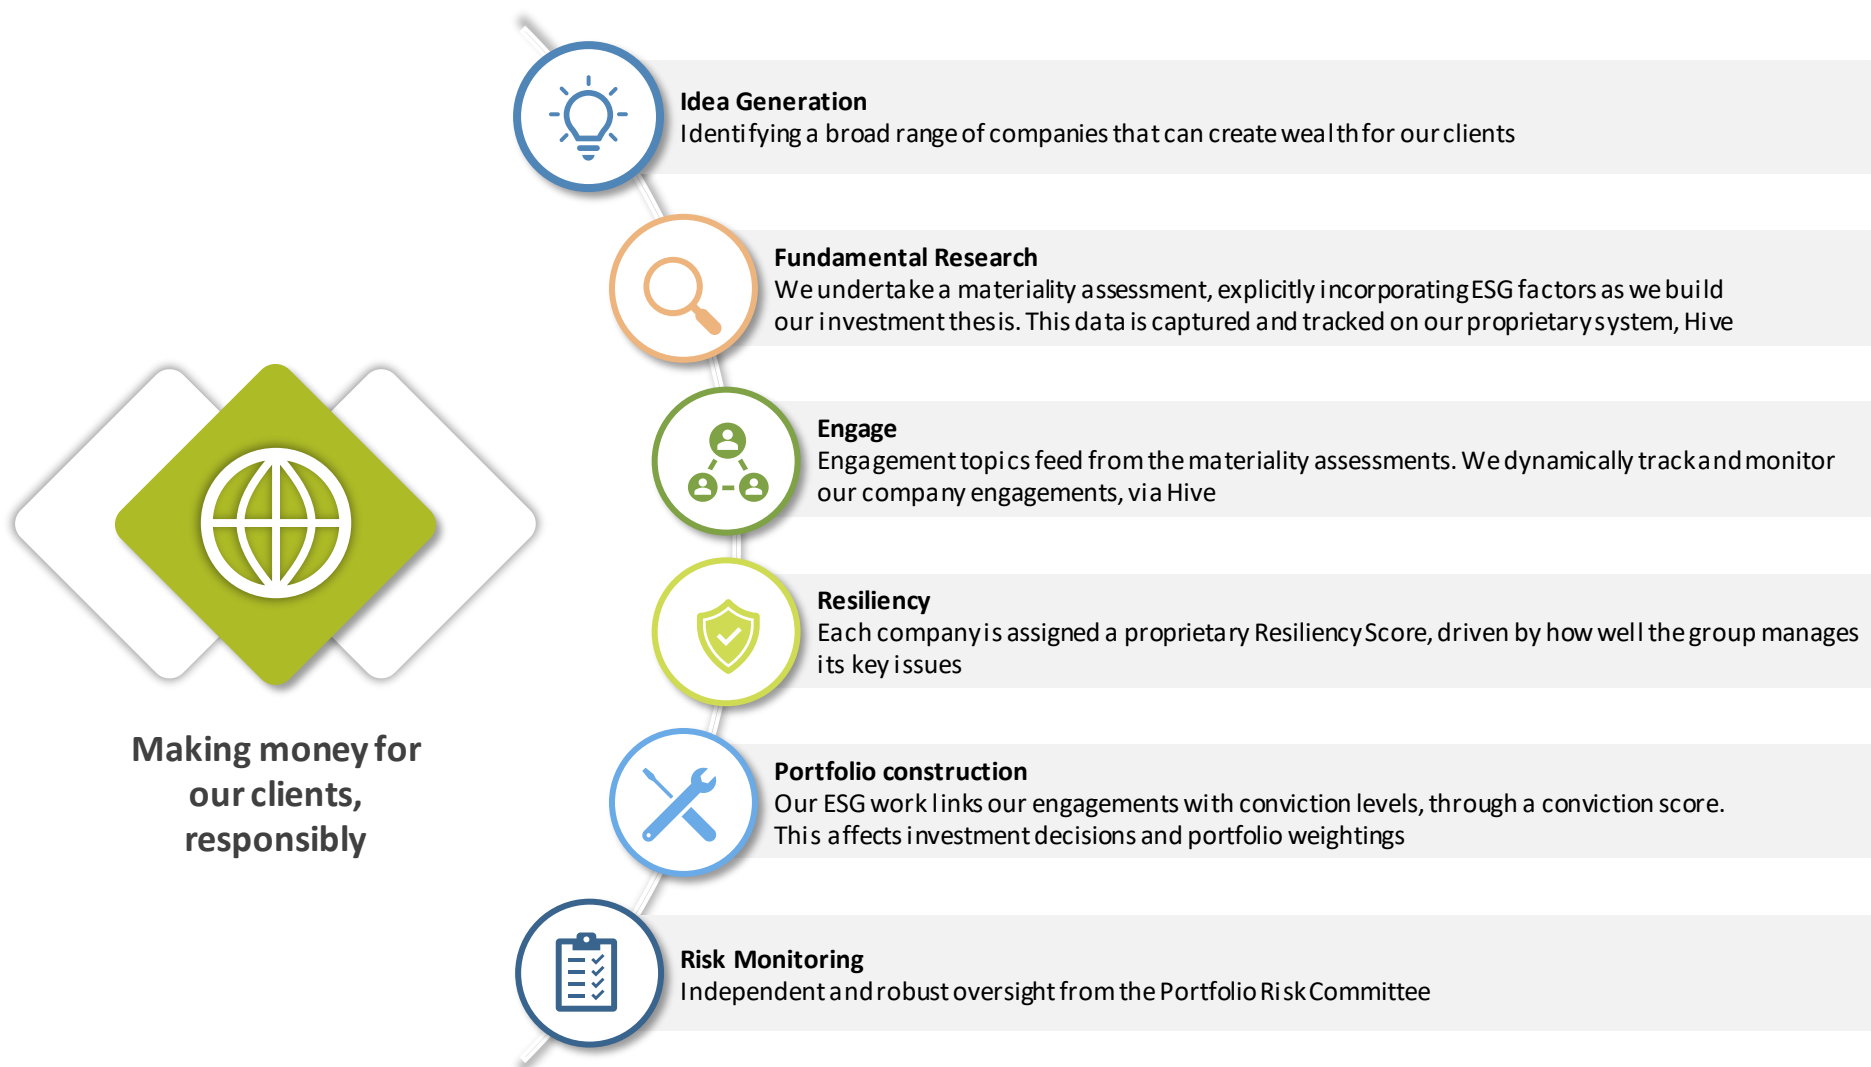 Idea Generation
Identifying a broad range of companies that can create wealth for our clients
Fundamental Research
We undertake a materiality assessment, explicitly incorporating ESG factors as we build
our investment thesis. This data is captured and tracked on our proprietary system, Hive
Engage
Engagement topics feed from the materiality assessments. We dynamically track and monitor
our company engagements, via Hive
Resiliency
Each company is assigned a proprietary Resiliency Score, driven by how well the group manages
its key issues
Making money for
our clients,
responsibly
Portfolio construction
Our ESG work links our engagements with conviction levels, through a conviction score.
This affects investment decisions and portfolio weightings
Risk Monitoring
Independent and robust oversight from the Portfolio Risk Committee